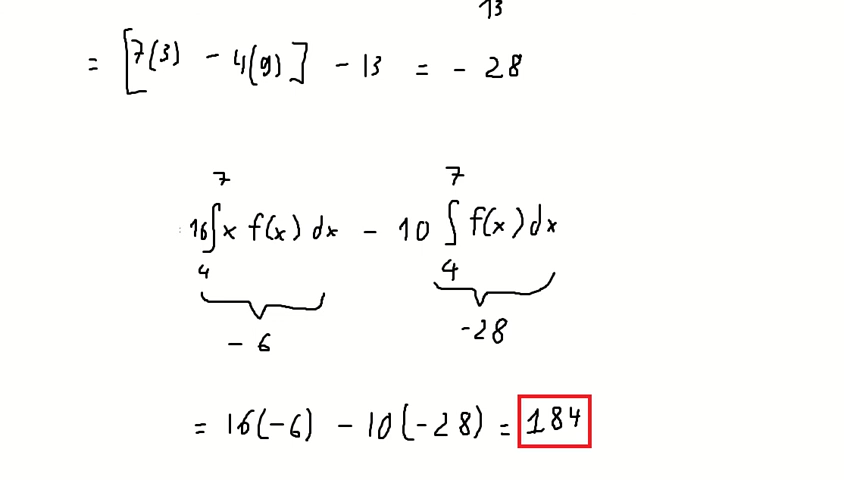 13
= [7(3) - 4(9)] - 13 = - 28
7 7
16∫x f(x) dx - 10 ∫ f(x) dx
4 4
- 6 -28
= 16(-6) - 10(-28) = 184